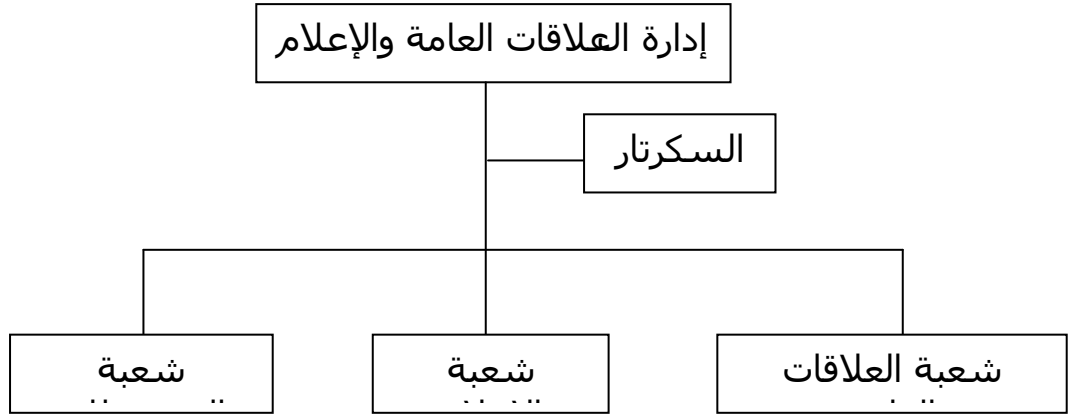 إدارة العلاقات العامة والإعلام
السكرتار
شعبة العلاقات
شعبة
شعبة